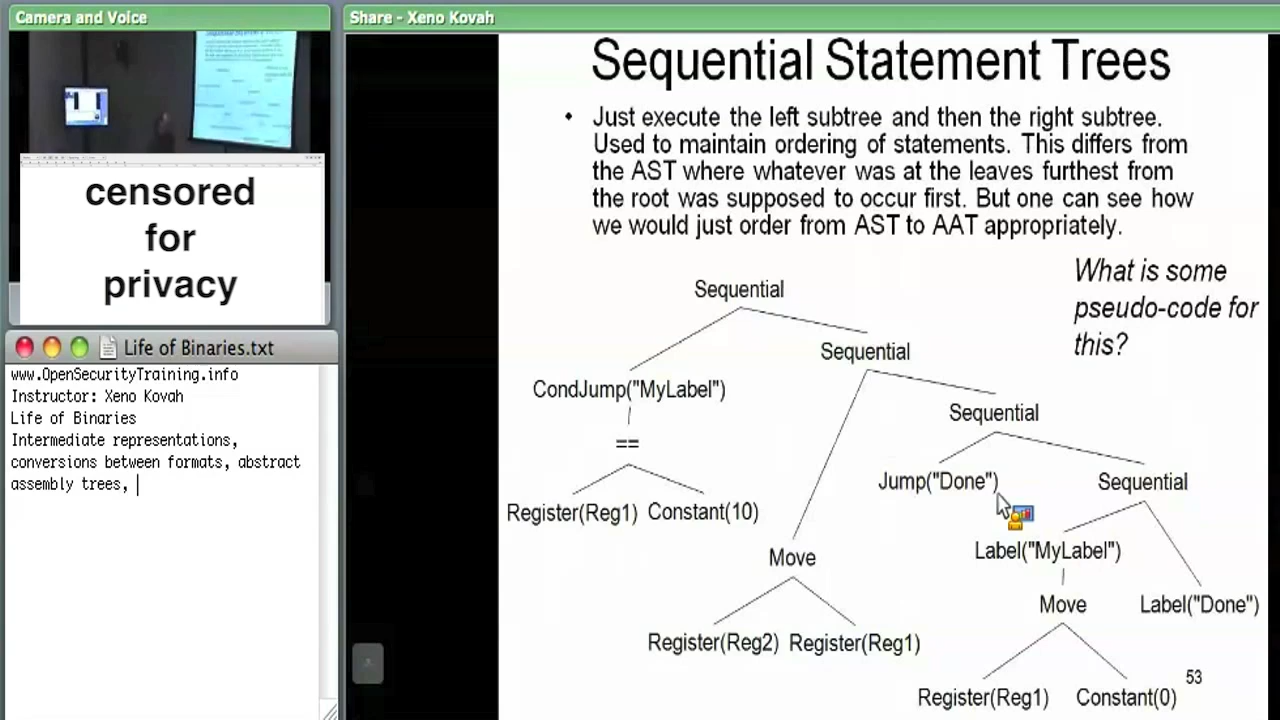 Camera and Voice
censored
for
privacy
Life of Binaries.txt
www.OpenSecurityTraining.info
Instructor: Xeno Kovah
Life of Binaries
Intermediate representations,
conversions between formats, abstract
assembly trees,
Share - Xeno Kovah
Sequential Statement Trees
• Just execute the left subtree and then the right subtree.
Used to maintain ordering of statements. This differs from
the AST where whatever was at the leaves furthest from
the root was supposed to occur first. But one can see how
we would just order from AST to AAT appropriately.
What is some
pseudo-code for
this?
Sequential
Sequential
CondJump("MyLabel")
Sequential
==
Jump("Done")
Sequential
Register(Reg1) Constant(10)
Move
Label("MyLabel")
Move
Label("Done")
Register(Reg2) Register(Reg1)
Register(Reg1) Constant(0)
53